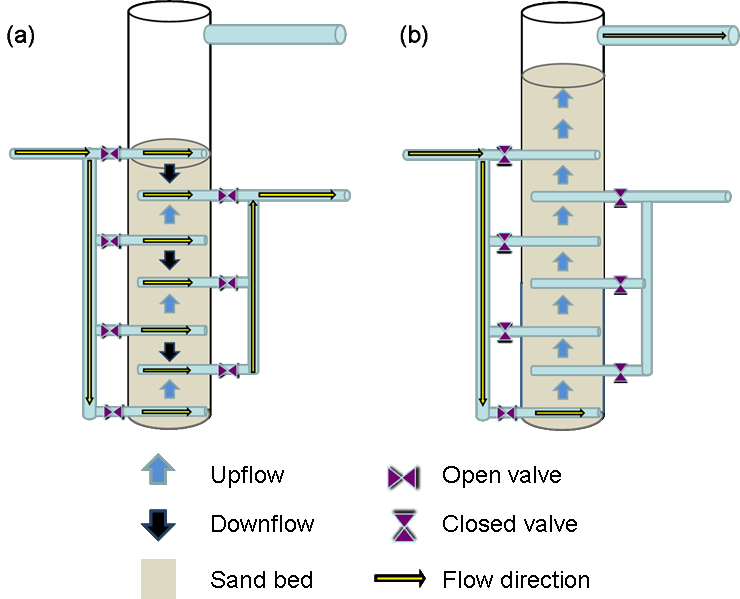 (a)
(b)
Upflow
Open valve
Downflow
Closed valve
Sand bed
Flow direction